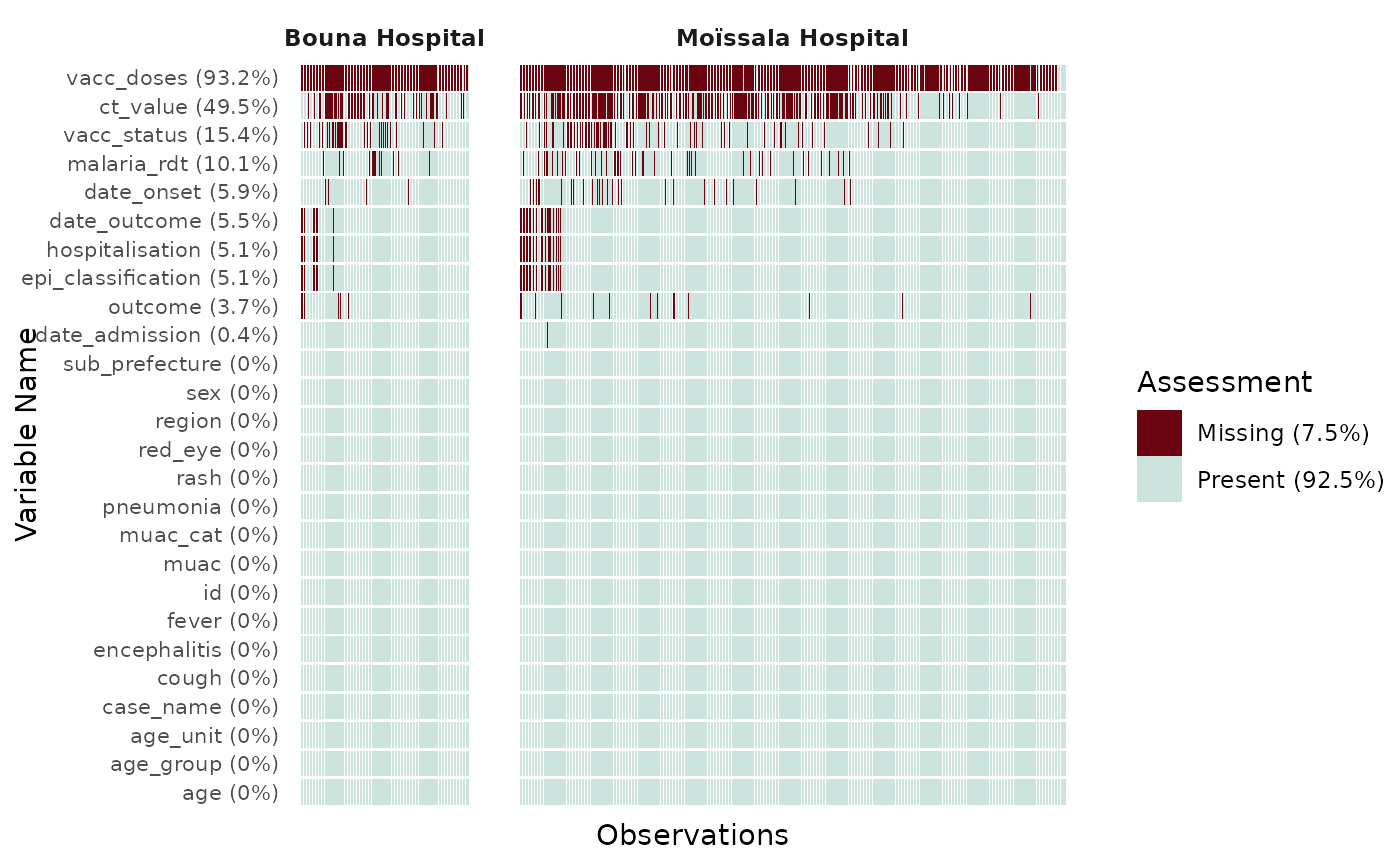 Bouna Hospital
Moïssala Hospital
vacc_doses (93.2%)
ct_value (49.5%)
vacc_status (15.4%)
malaria_rdt (10.1%)
date_onset (5.9%)
date_outcome (5.5%)
hospitalisation (5.1%)
epi_classification (5.1%)
outcome (3.7%)
date_admission (0.4%)
sub_prefecture (0%)
sex (0%)
region (0%)
red_eye (0%)
rash (0%)
pneumonia (0%)
muac_cat (0%)
muac (0%)
id (0%)
fever (0%)
encephalitis (0%)
cough (0%)
case_name (0%)
age_unit (0%)
age_group (0%)
age (0%)
Variable Name
Observations
Assessment
Missing (7.5%)
Present (92.5%)